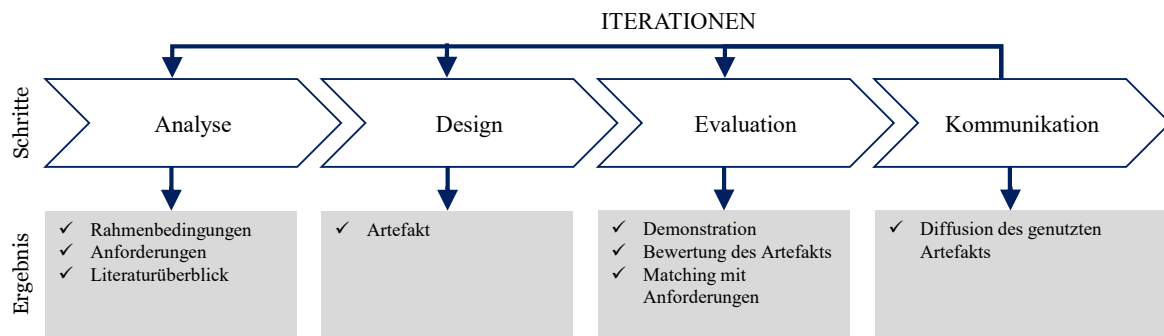 ITERATIONEN
Schritte
Analyse
Design
Evaluation
Kommunikation
Ergebnis
✓ Rahmenbedingungen
✓ Anforderungen
✓ Literaturüberblick
✓ Artefakt
✓ Demonstration
✓ Bewertung des Artefakts
✓ Matching mit
Anforderungen
✓ Diffusion des genutzten
Artefakts